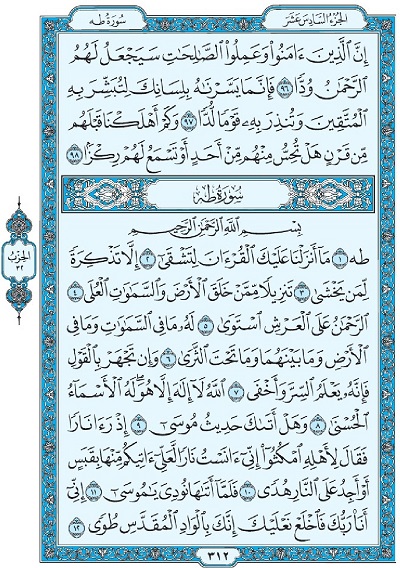 سُورَةُ طه
الجُزءُ السَّادِسَ عَشَرَ
إِنَّ ٱلَّذِينَ ءَامَنُوا۟ وَعَمِلُوا۟ ٱلصَّٰلِحَٰتِ سَيَجْعَلُ لَهُمُ
ٱلرَّحْمَٰنُ وُدًّا ٩٦ فَإِنَّمَا يَسَّرْنَٰهُ بِلِسَانِكَ لِتُبَشِّرَ بِهِ
ٱلْمُتَّقِينَ وَتُنذِرَ بِهِۦ قَوْمًا لُّدًّا ٩٧ وَكَمْ أَهْلَكْنَا قَبْلَهُم
مِّن قَرْنٍ هَلْ تُحِسُّ مِنْهُم مِّنْ أَحَدٍ أَوْ تَسْمَعُ لَهُمْ رِكْزًا ٩٨
سُورَةُ طه
بِسْمِ ٱللَّهِ ٱلرَّحْمَٰنِ ٱلرَّحِيمِ
طه ١ مَآ أَنزَلْنَا عَلَيْكَ ٱلْقُرْءَانَ لِتَشْقَىٰٓ ٢ إِلَّا تَذْكِرَةً
لِّمَن يَخْشَىٰ ٣ تَنزِيلًا مِّمَّنْ خَلَقَ ٱلْأَرْضَ وَٱلسَّمَٰوَٰتِ ٱلْعُلَى ٤
ٱلرَّحْمَٰنُ عَلَى ٱلْعَرْشِ ٱسْتَوَىٰ ٥ لَهُۥ مَا فِى ٱلسَّمَٰوَٰتِ وَمَا فِى
ٱلْأَرْضِ وَمَا بَيْنَهُمَا وَمَا تَحْتَ ٱلثَّرَىٰ ٦ وَإِن تَجْهَرْ بِٱلْقَوْلِ
فَإِنَّهُۥ يَعْلَمُ ٱلسِّرَّ وَأَخْفَى ٧ ٱللَّهُ لَآ إِلَٰهَ إِلَّا هُوَ لَهُ ٱلْأَسْمَآءُ
ٱلْحُسْنَىٰ ٨ وَهَلْ أَتَىٰكَ حَدِيثُ مُوسَىٰٓ ٩ إِذْ رَءَا نَارًا
فَقَالَ لِأَهْلِهِ ٱمْكُثُوٓا۟ إِنِّىٓ ءَانَسْتُ نَارًا لَّعَلِّىٓ ءَاتِيكُم مِّنْهَا بِقَبَسٍ
أَوْ أَجِدُ عَلَى ٱلنَّارِ هُدًى ١٠ فَلَمَّآ أَتَىٰهَا نُودِىَ يَٰمُوسَىٰٓ ١١ إِنِّىٓ
أَنَا۠ رَبُّكَ فَٱخْلَعْ نَعْلَيْكَ إِنَّكَ بِٱلْوَادِ ٱلْمُقَدَّسِ طُوًى ١٢
الحِزْبُ
٣٢
٣١٢